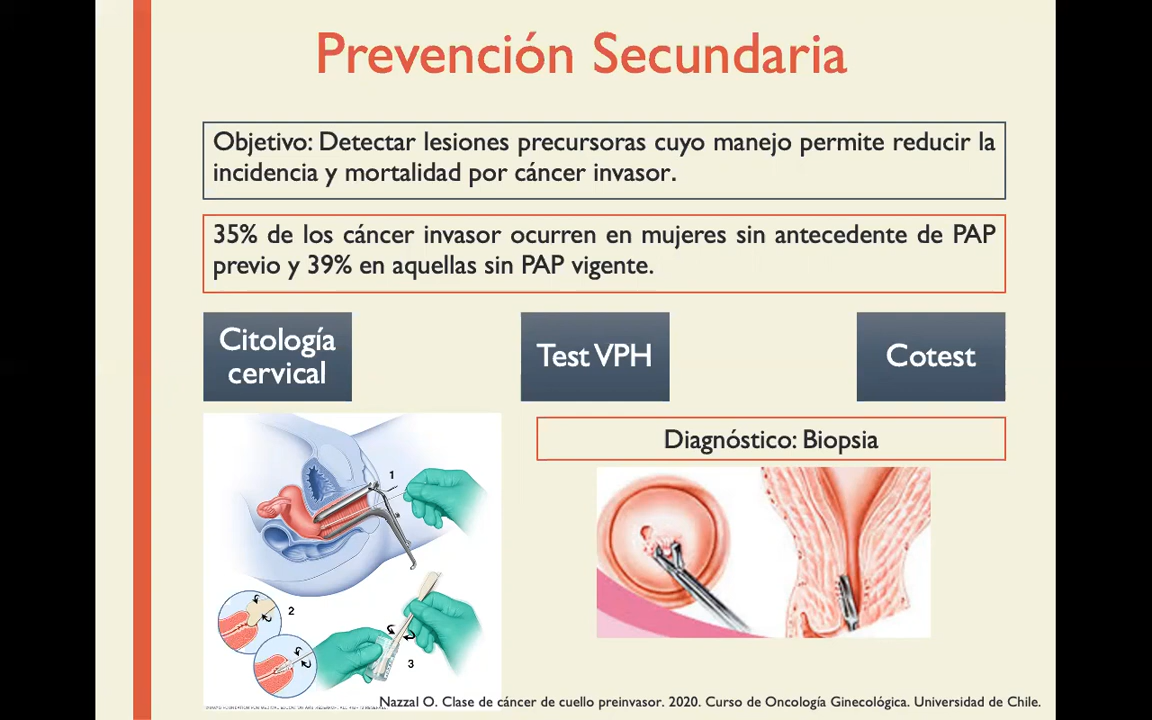 Prevención Secundaria
Objetivo: Detectar lesiones precursoras cuyo manejo permite reducir la
incidencia y mortalidad por cáncer invasor.
35% de los cáncer invasor ocurren en mujeres sin antecedente de PAP
previo y 39% en aquellas sin PAP vigente.
Citología
cervical
Test VPH
Cotest
Diagnóstico: Biopsia
1
2
3
Nazzal O. Clase de cáncer de cuello preinvasor. 2020. Curso de Oncología Ginecológica. Universidad de Chile.